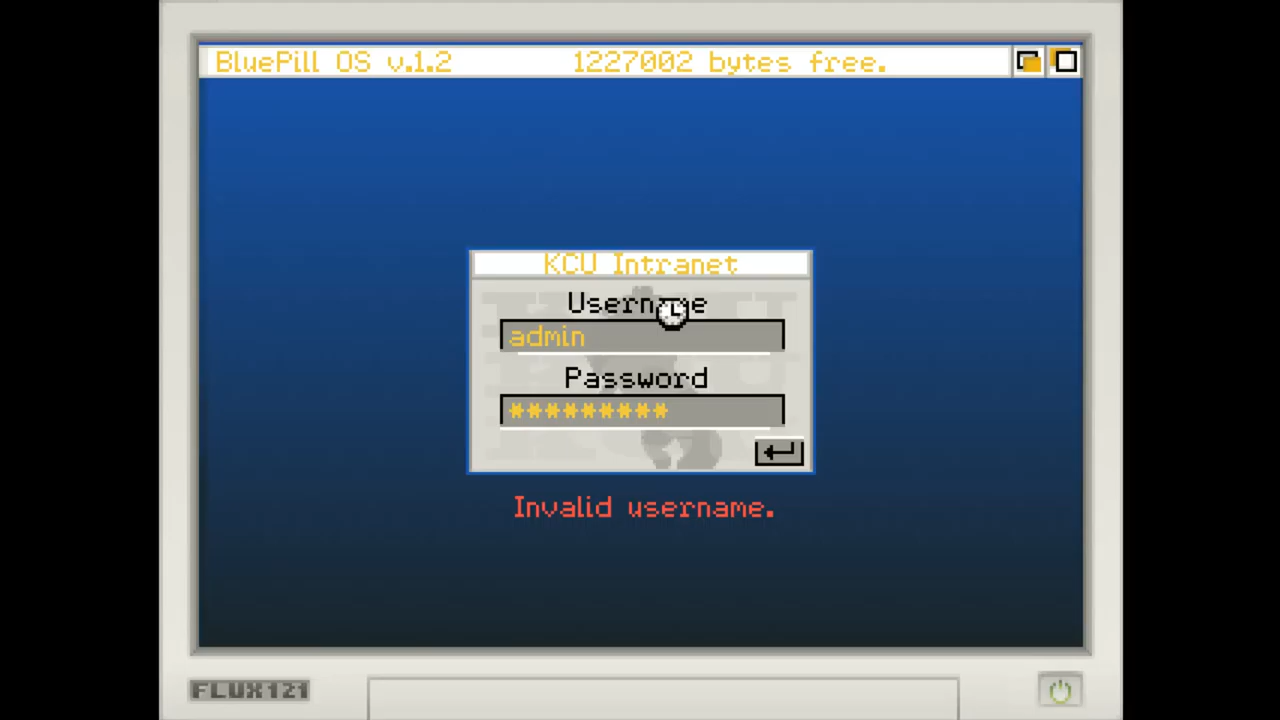 BluePill OS v.1.2 1227002 bytes free.
KCU Intranet
Username
admin
Password
*********
Invalid username.
FLUX121